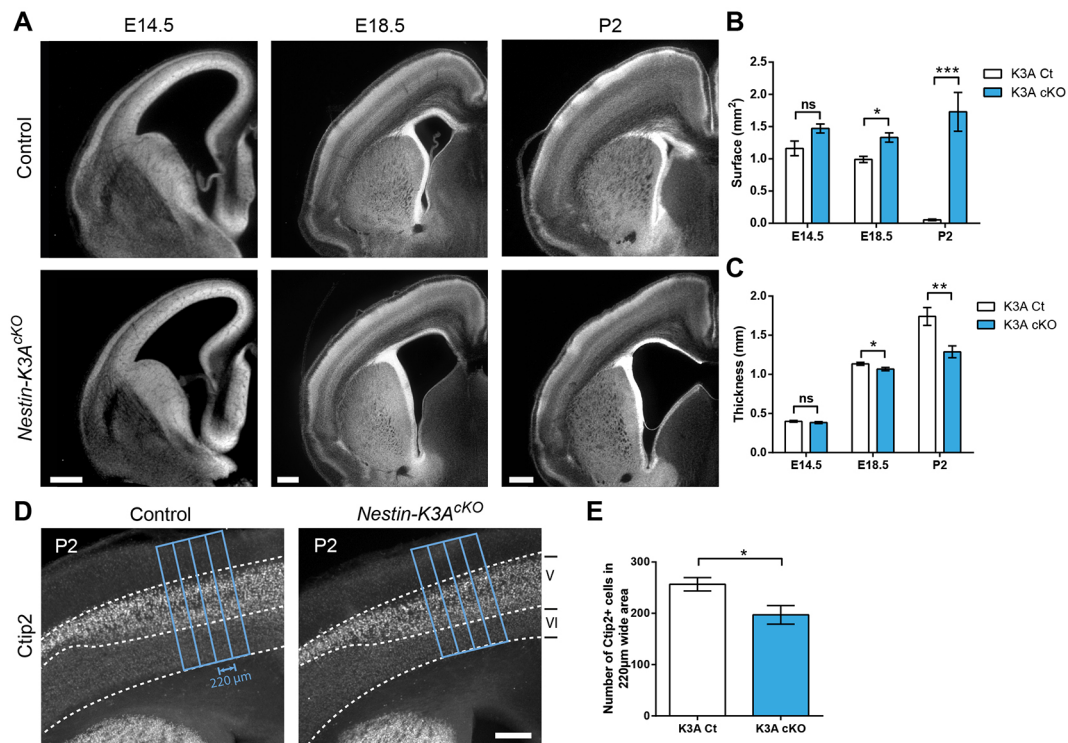 A
E14.5
E18.5
P2
Control
Nestin-K3A^cKO
B
Surface (mm²)
2.5
2.0
1.5
1.0
0.5
0.0
ns
*
***
K3A Ct
K3A cKO
E14.5
E18.5
P2
C
Thickness (mm)
2.0
1.5
1.0
0.5
0.0
ns
*
**
K3A Ct
K3A cKO
E14.5
E18.5
P2
D
Control
Nestin-K3A^cKO
Ctip2
P2
P2
220 µm
V
VI
E
Number of Ctip2+ cells in
220µm wide area
300
200
100
0
*
K3A Ct
K3A cKO